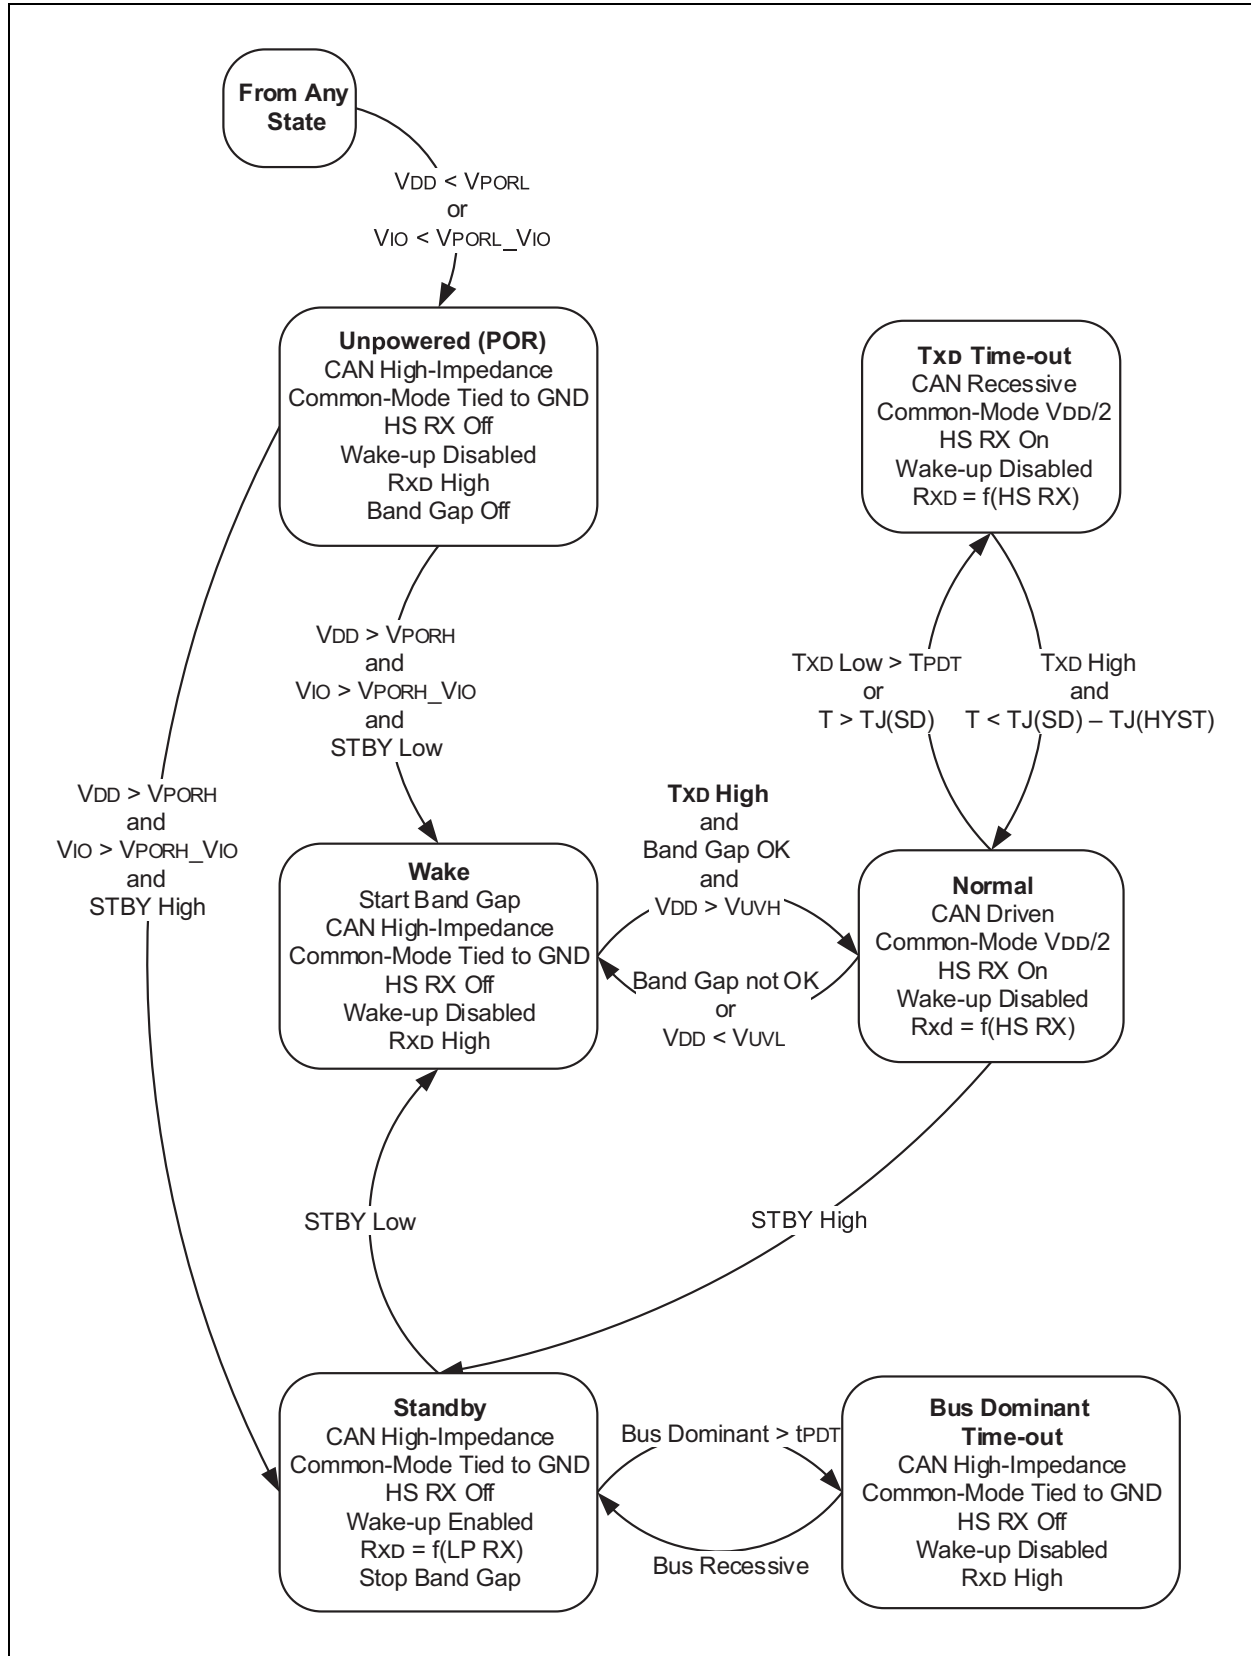 From Any
State
VDD < VPORL
or
VIO < VPORL_VIO
Unpowered (POR)
CAN High-Impedance
Common-Mode Tied to GND
HS RX Off
Wake-up Disabled
RXD High
Band Gap Off
TXD Time-out
CAN Recessive
Common-Mode VDD/2
HS RX On
Wake-up Disabled
RXD = f(HS RX)
VDD > VPORH
and
VIO > VPORH_VIO
and
STBY Low
TXD Low > TPDT
or
T > TJ(SD)
TXD High
and
T < TJ(SD) – TJ(HYST)
VDD > VPORH
and
VIO > VPORH_VIO
and
STBY High
TXD High
and
Band Gap OK
and
VDD > VUVH
Wake
Start Band Gap
CAN High-Impedance
Common-Mode Tied to GND
HS RX Off
Wake-up Disabled
RXD High
Band Gap not OK
or
VDD < VUVL
Normal
CAN Driven
Common-Mode VDD/2
HS RX On
Wake-up Disabled
Rxd = f(HS RX)
STBY Low
STBY High
Standby
CAN High-Impedance
Common-Mode Tied to GND
HS RX Off
Wake-up Enabled
RXD = f(LP RX)
Stop Band Gap
Bus Dominant > tPDT
Bus Recessive
Bus Dominant
Time-out
CAN High-Impedance
Common-Mode Tied to GND
HS RX Off
Wake-up Disabled
RXD High